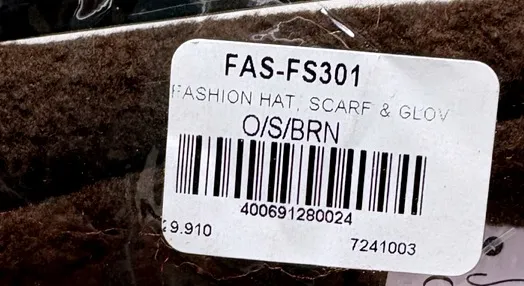 FAS-FS301
FASHION HAT, SCARF & GLOV
O/S/BRN
400691280024
9.910
7241003